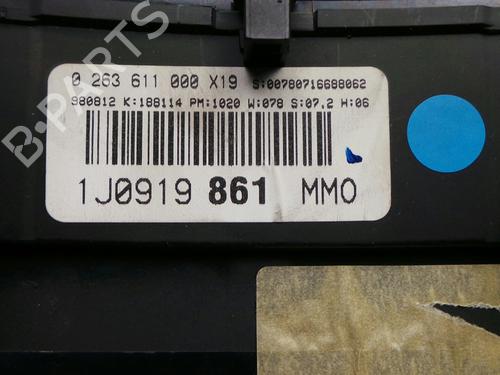 0 263 611 000 X19 S:00780716688062
980812 K:188114 PM:1020 W:078 S:07.2 H:06
1J0919 861 MMO
B-PARTS